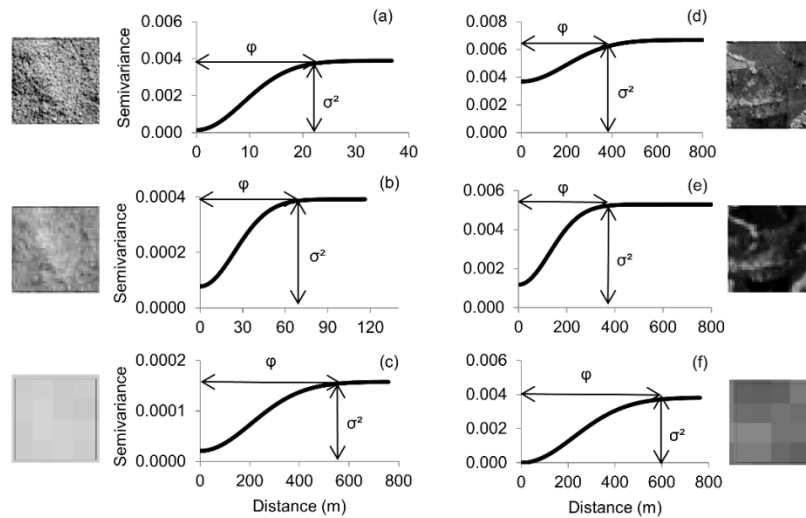 (a)
Semivariance
0.006
0.004
0.002
0.000
φ
σ²
0 10 20 30 40
(d)
0.008
0.006
0.004
0.002
0.000
φ
σ²
0 200 400 600 800
(b)
Semivariance
0.0004
0.0002
0.0000
φ
σ²
0 30 60 90 120
(e)
0.006
0.004
0.002
0.000
φ
σ²
0 200 400 600 800
(c)
Semivariance
0.0002
0.0001
0.0000
φ
σ²
0 200 400 600 800
Distance (m)
(f)
0.006
0.004
0.002
0.000
φ
σ²
0 200 400 600 800
Distance (m)